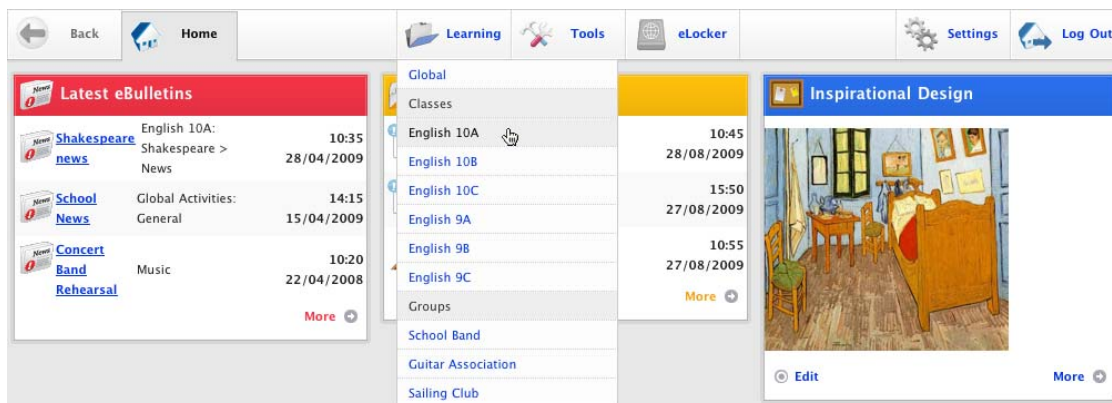 Back
Home
Learning
Tools
eLocker
Settings
Log Out
Latest eBulletins
Shakespeare news
English 10A:
Shakespeare >
News
10:35
28/04/2009
School
News
Global Activities:
General
14:15
15/04/2009
Concert
Band
Rehearsal
Music
10:20
22/04/2008
More
Global
Classes
English 10A
English 10B
English 10C
English 9A
English 9B
English 9C
Groups
School Band
Guitar Association
Sailing Club
10:45
28/08/2009
15:50
27/08/2009
10:55
27/08/2009
More
Inspirational Design
Edit
More